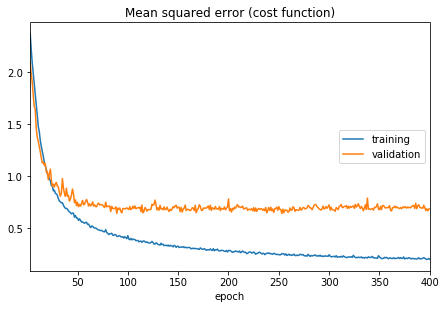 Mean squared error (cost function)
2.0
1.5
1.0
0.5
training
validation
50 100 150 200 250 300 350 400
epoch